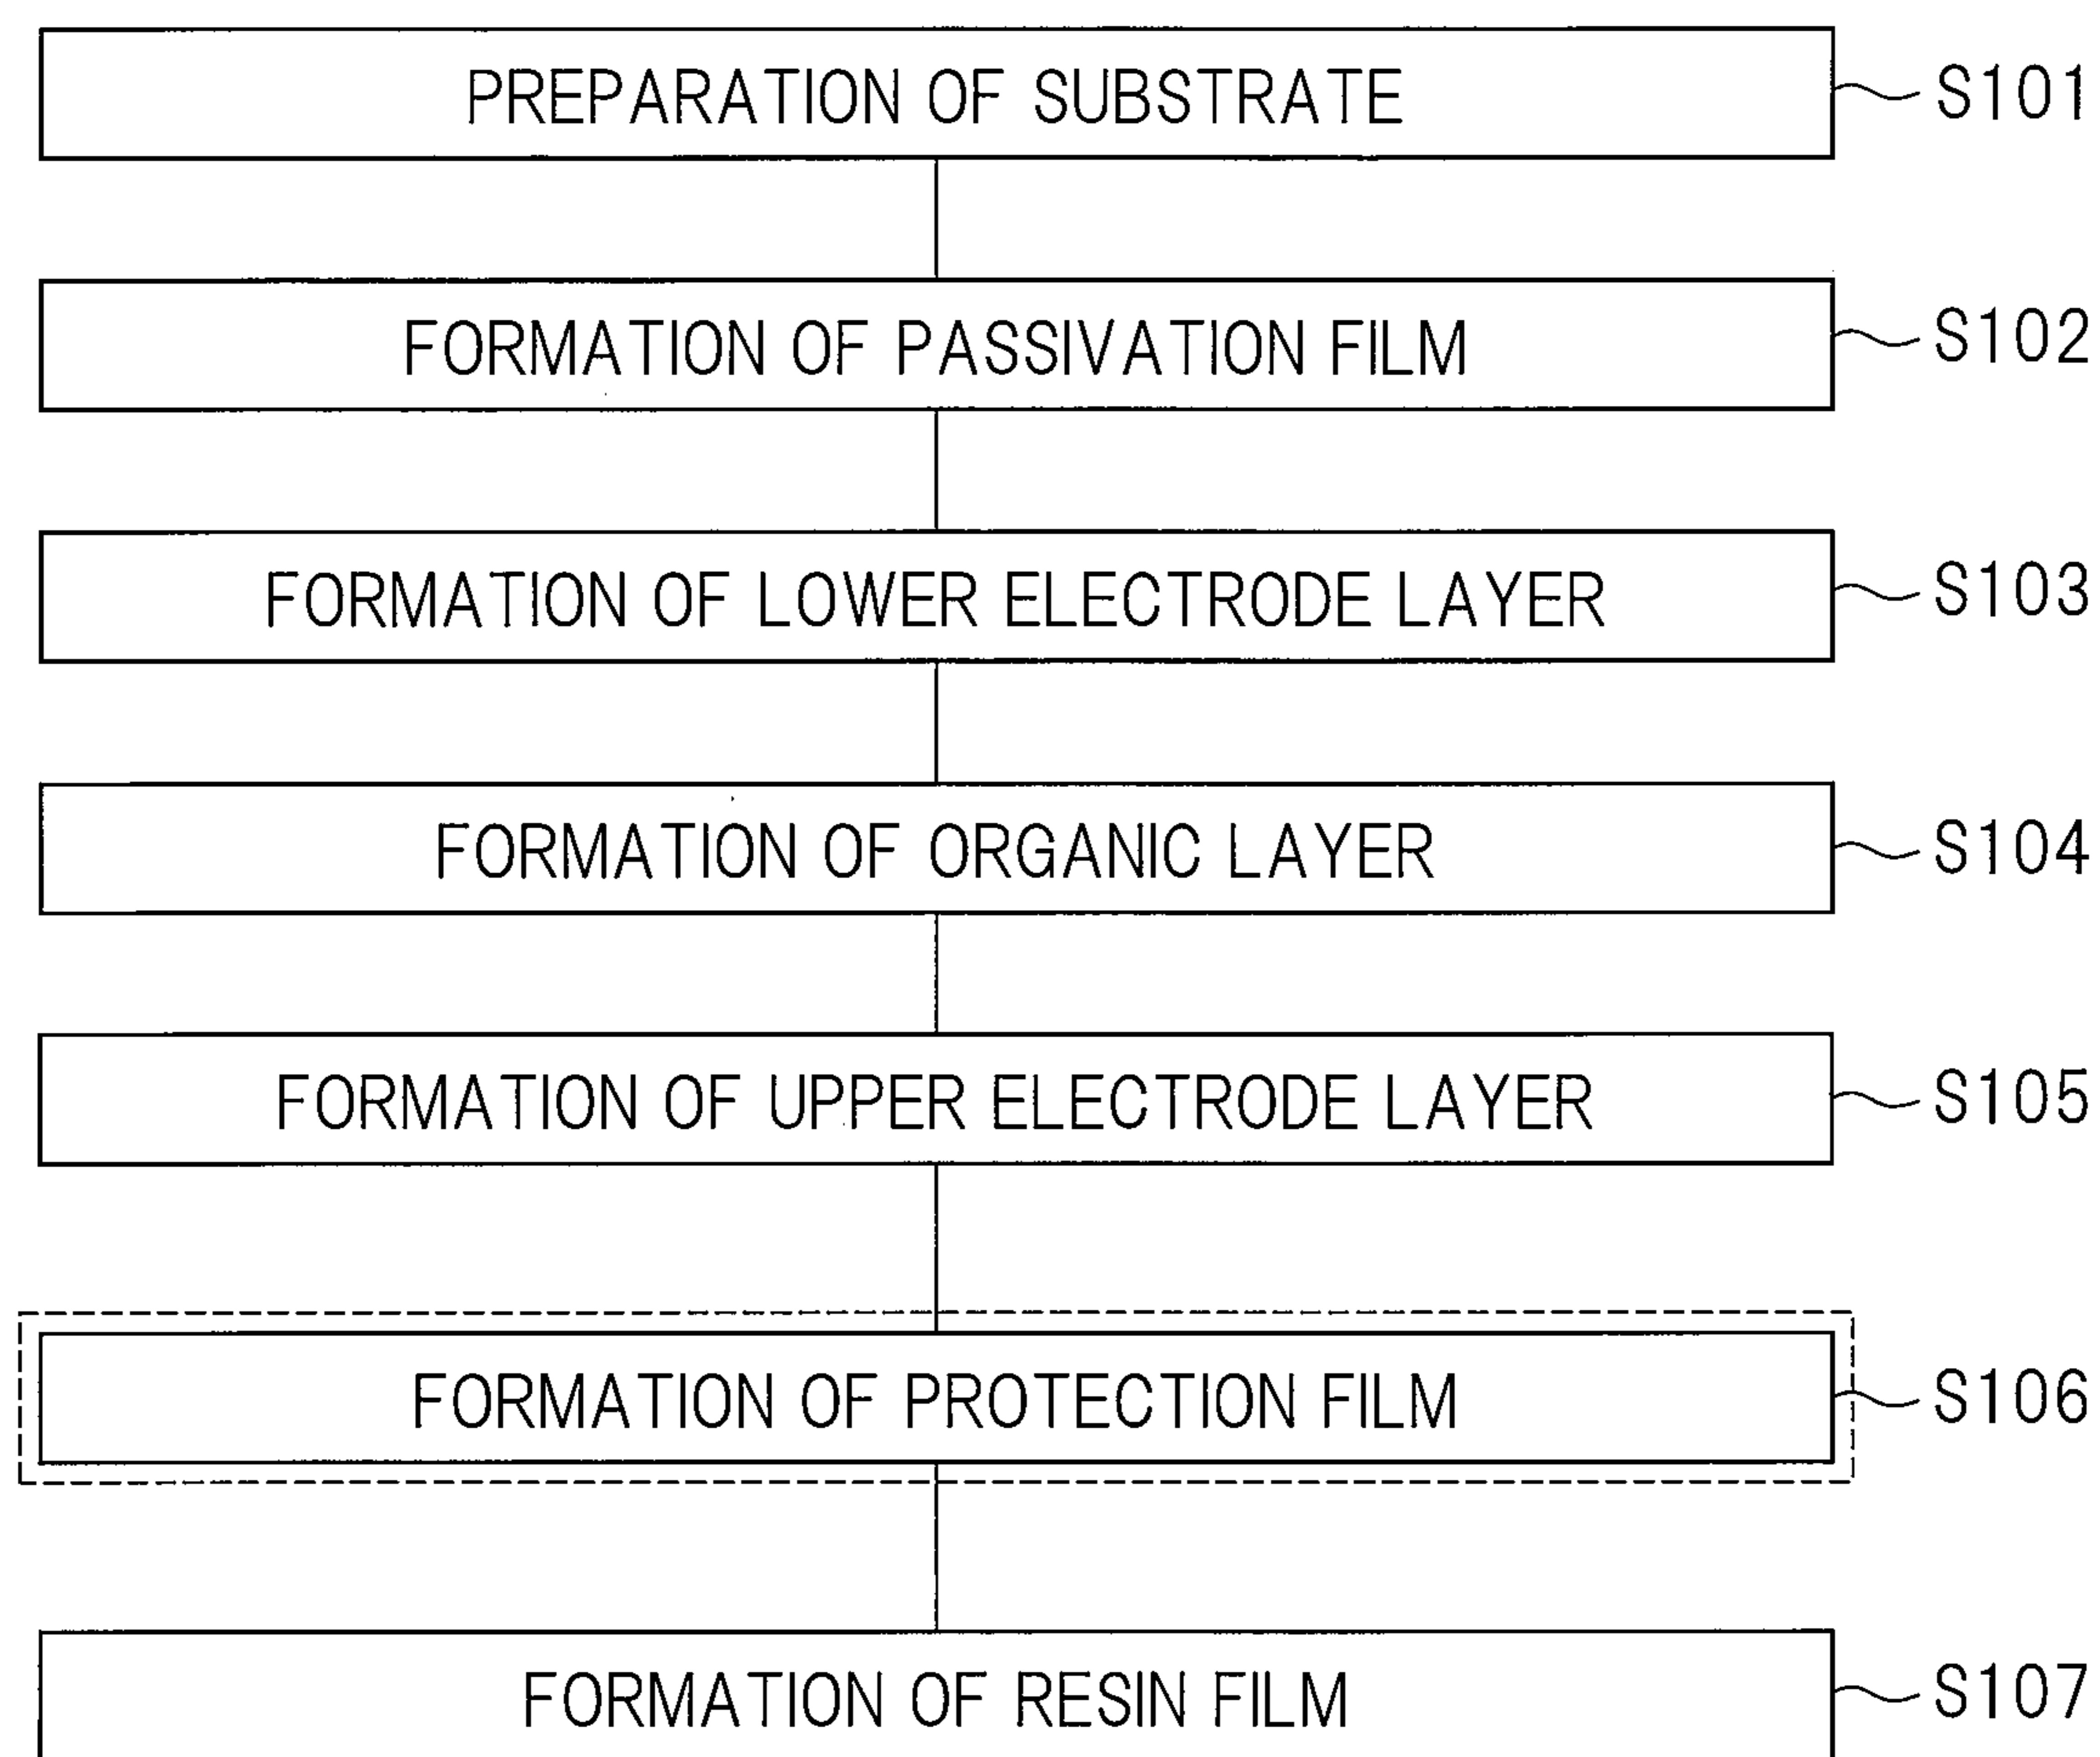 PREPARATION OF SUBSTRATE S101
FORMATION OF PASSIVATION FILM S102
FORMATION OF LOWER ELECTRODE LAYER S103
FORMATION OF ORGANIC LAYER S104
FORMATION OF UPPER ELECTRODE LAYER S105
FORMATION OF PROTECTION FILM S106
FORMATION OF RESIN FILM S107